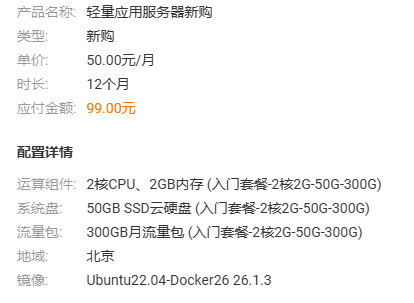 产品名称: 轻量应用服务器新购
类型: 新购
单价: 50.00元/月
时长: 12个月
应付金额: 99.00元
配置详情
运算组件: 2核CPU、2GB内存 (入门套餐-2核2G-50G-300G)
系统盘: 50GB SSD云硬盘 (入门套餐-2核2G-50G-300G)
流量包: 300GB月流量包 (入门套餐-2核2G-50G-300G)
地域: 北京
镜像: Ubuntu22.04-Docker26 26.1.3